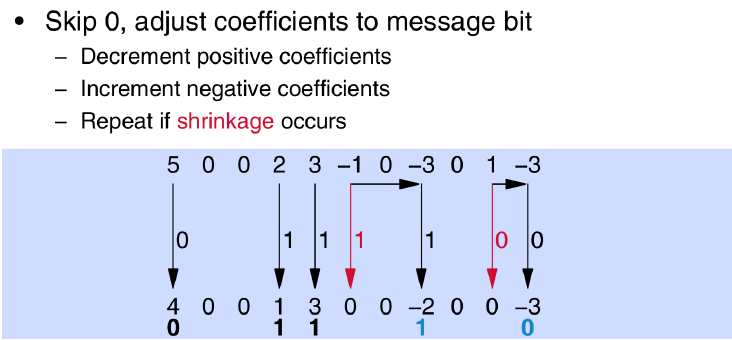 • Skip 0, adjust coefficients to message bit
– Decrement positive coefficients
– Increment negative coefficients
– Repeat if shrinkage occurs
5 0 0 2 3 –1 0 –3 0 1 –3
0 1 1 1 1 0 0
4 0 0 1 3 0 0 –2 0 0 –3
0 1 1 1 0